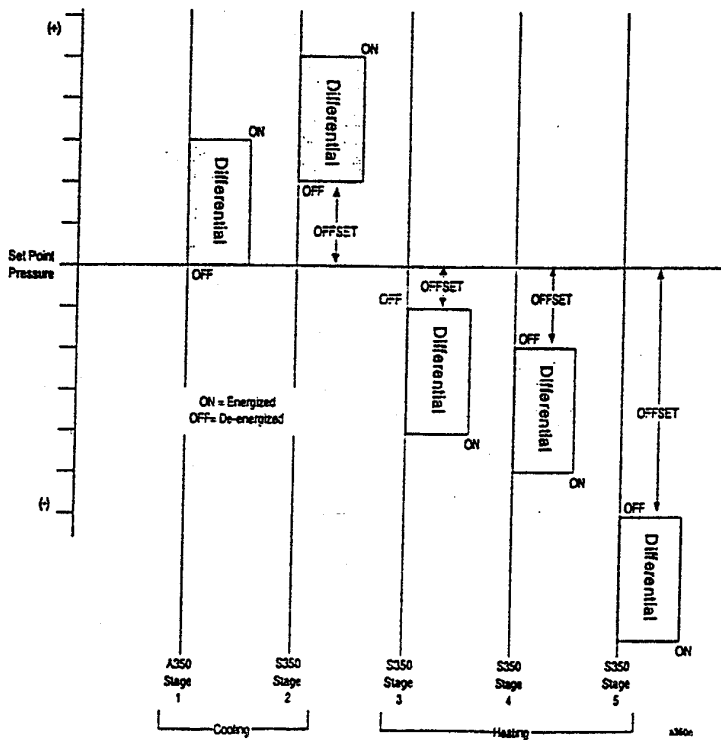 (+)
ON
Differential
OFF
OFFSET
ON
Differential
OFF
Set Point
Pressure
OFF
OFFSET
Differential
ON
OFF
OFFSET
Differential
ON
OFFSET
OFF
Differential
ON
ON = Energized
OFF= De-energized
(-)
A350
Stage
1
S350
Stage
2
S350
Stage
3
S350
Stage
4
S350
Stage
5
Cooling
Heating